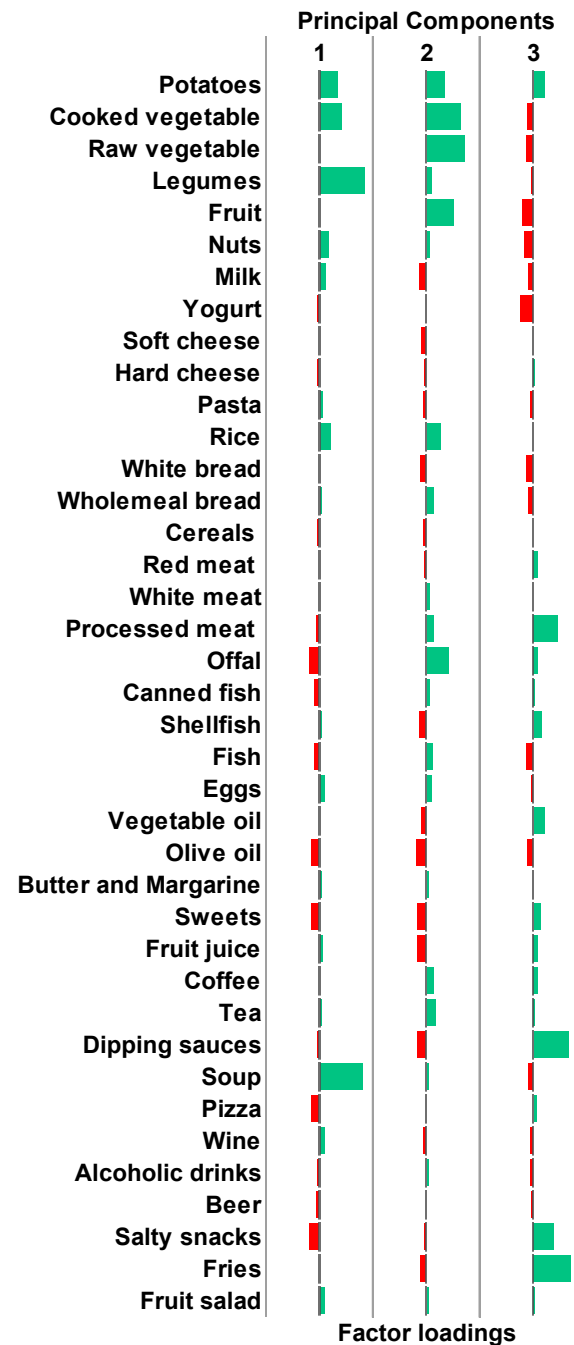 Principal Components
1 2 3
Potatoes
Cooked vegetable
Raw vegetable
Legumes
Fruit
Nuts
Milk
Yogurt
Soft cheese
Hard cheese
Pasta
Rice
White bread
Wholemeal bread
Cereals
Red meat
White meat
Processed meat
Offal
Canned fish
Shellfish
Fish
Eggs
Vegetable oil
Olive oil
Butter and Margarine
Sweets
Fruit juice
Coffee
Tea
Dipping sauces
Soup
Pizza
Wine
Alcoholic drinks
Beer
Salty snacks
Fries
Fruit salad
Factor loadings